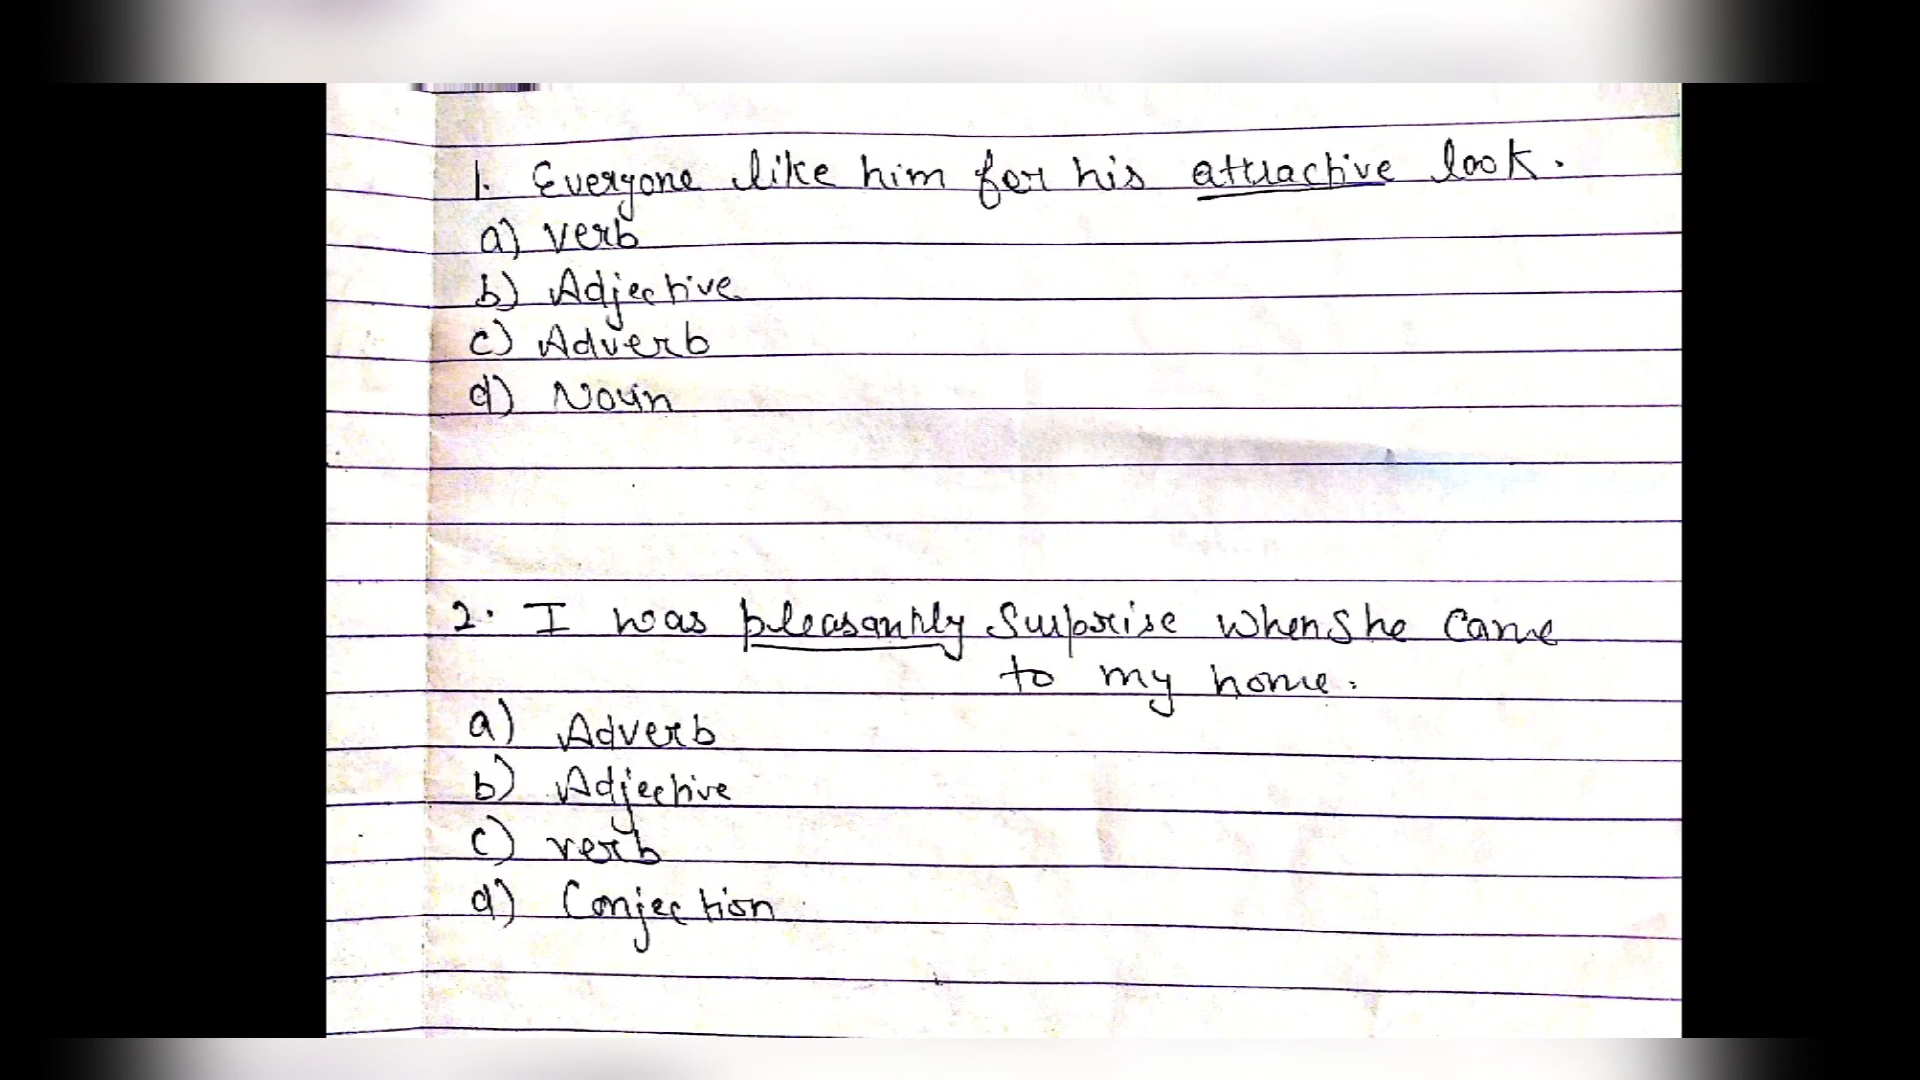 1. Everyone like him for his attractive look.
a) verb
b) Adjective
c) Adverb
d) Noun
2. I was pleasantly Surprise when She came
to my home.
a) Adverb
b) Adjective
c) verb
d) Conjection